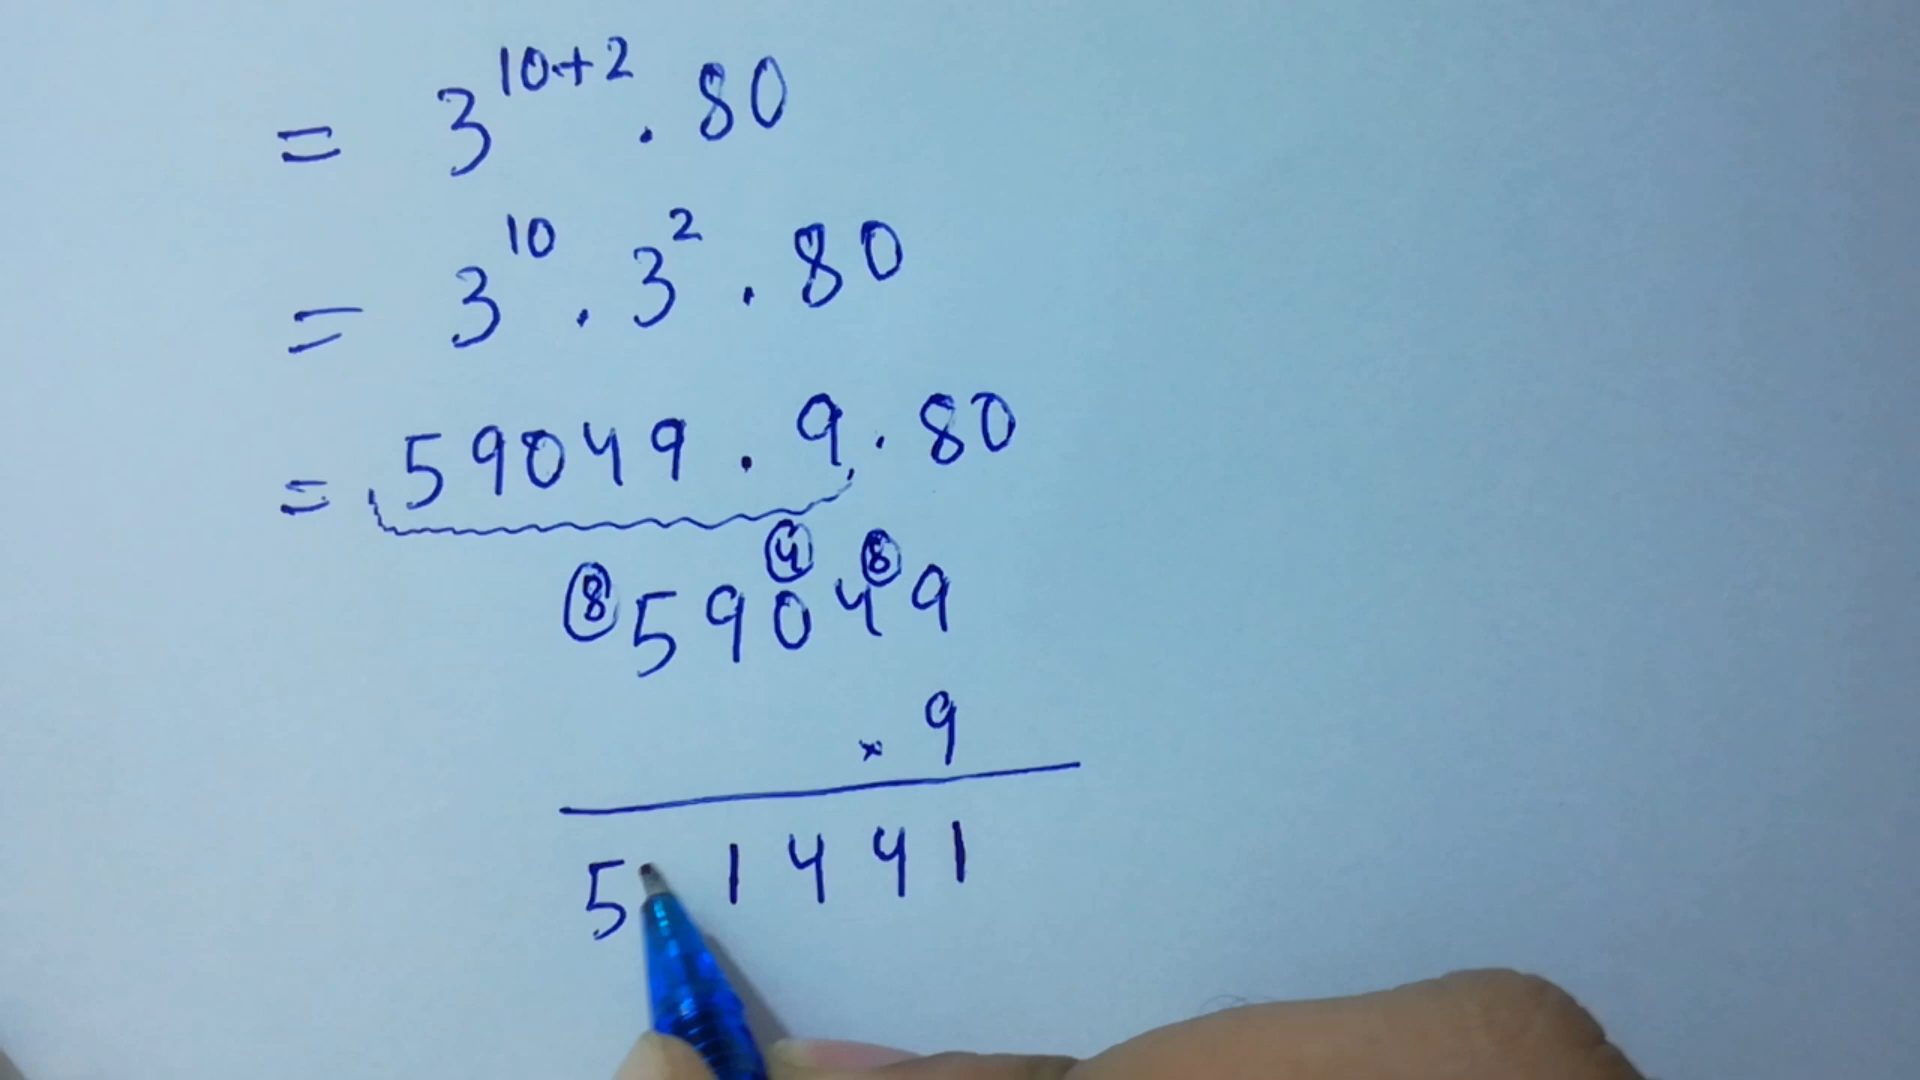 = 3^10+2 . 80
= 3^10 . 3^2 . 80
= 59049 . 9 . 80
4 8
8 59049
× 9
5 1441